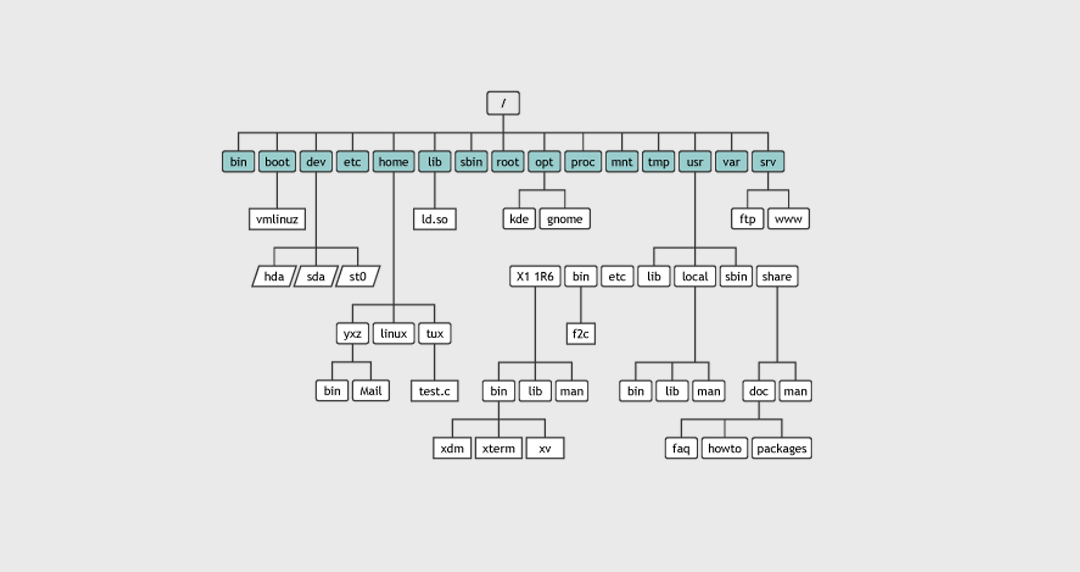 /
bin boot dev etc home lib sbin root opt proc mnt tmp usr var srv
vmlinuz ld.so kde gnome ftp www
hda sda st0 X1 1R6 bin etc lib local sbin share
yxz linux tux f2c
bin Mail test.c bin lib man bin lib man doc man
xdm xterm xv faq howto packages